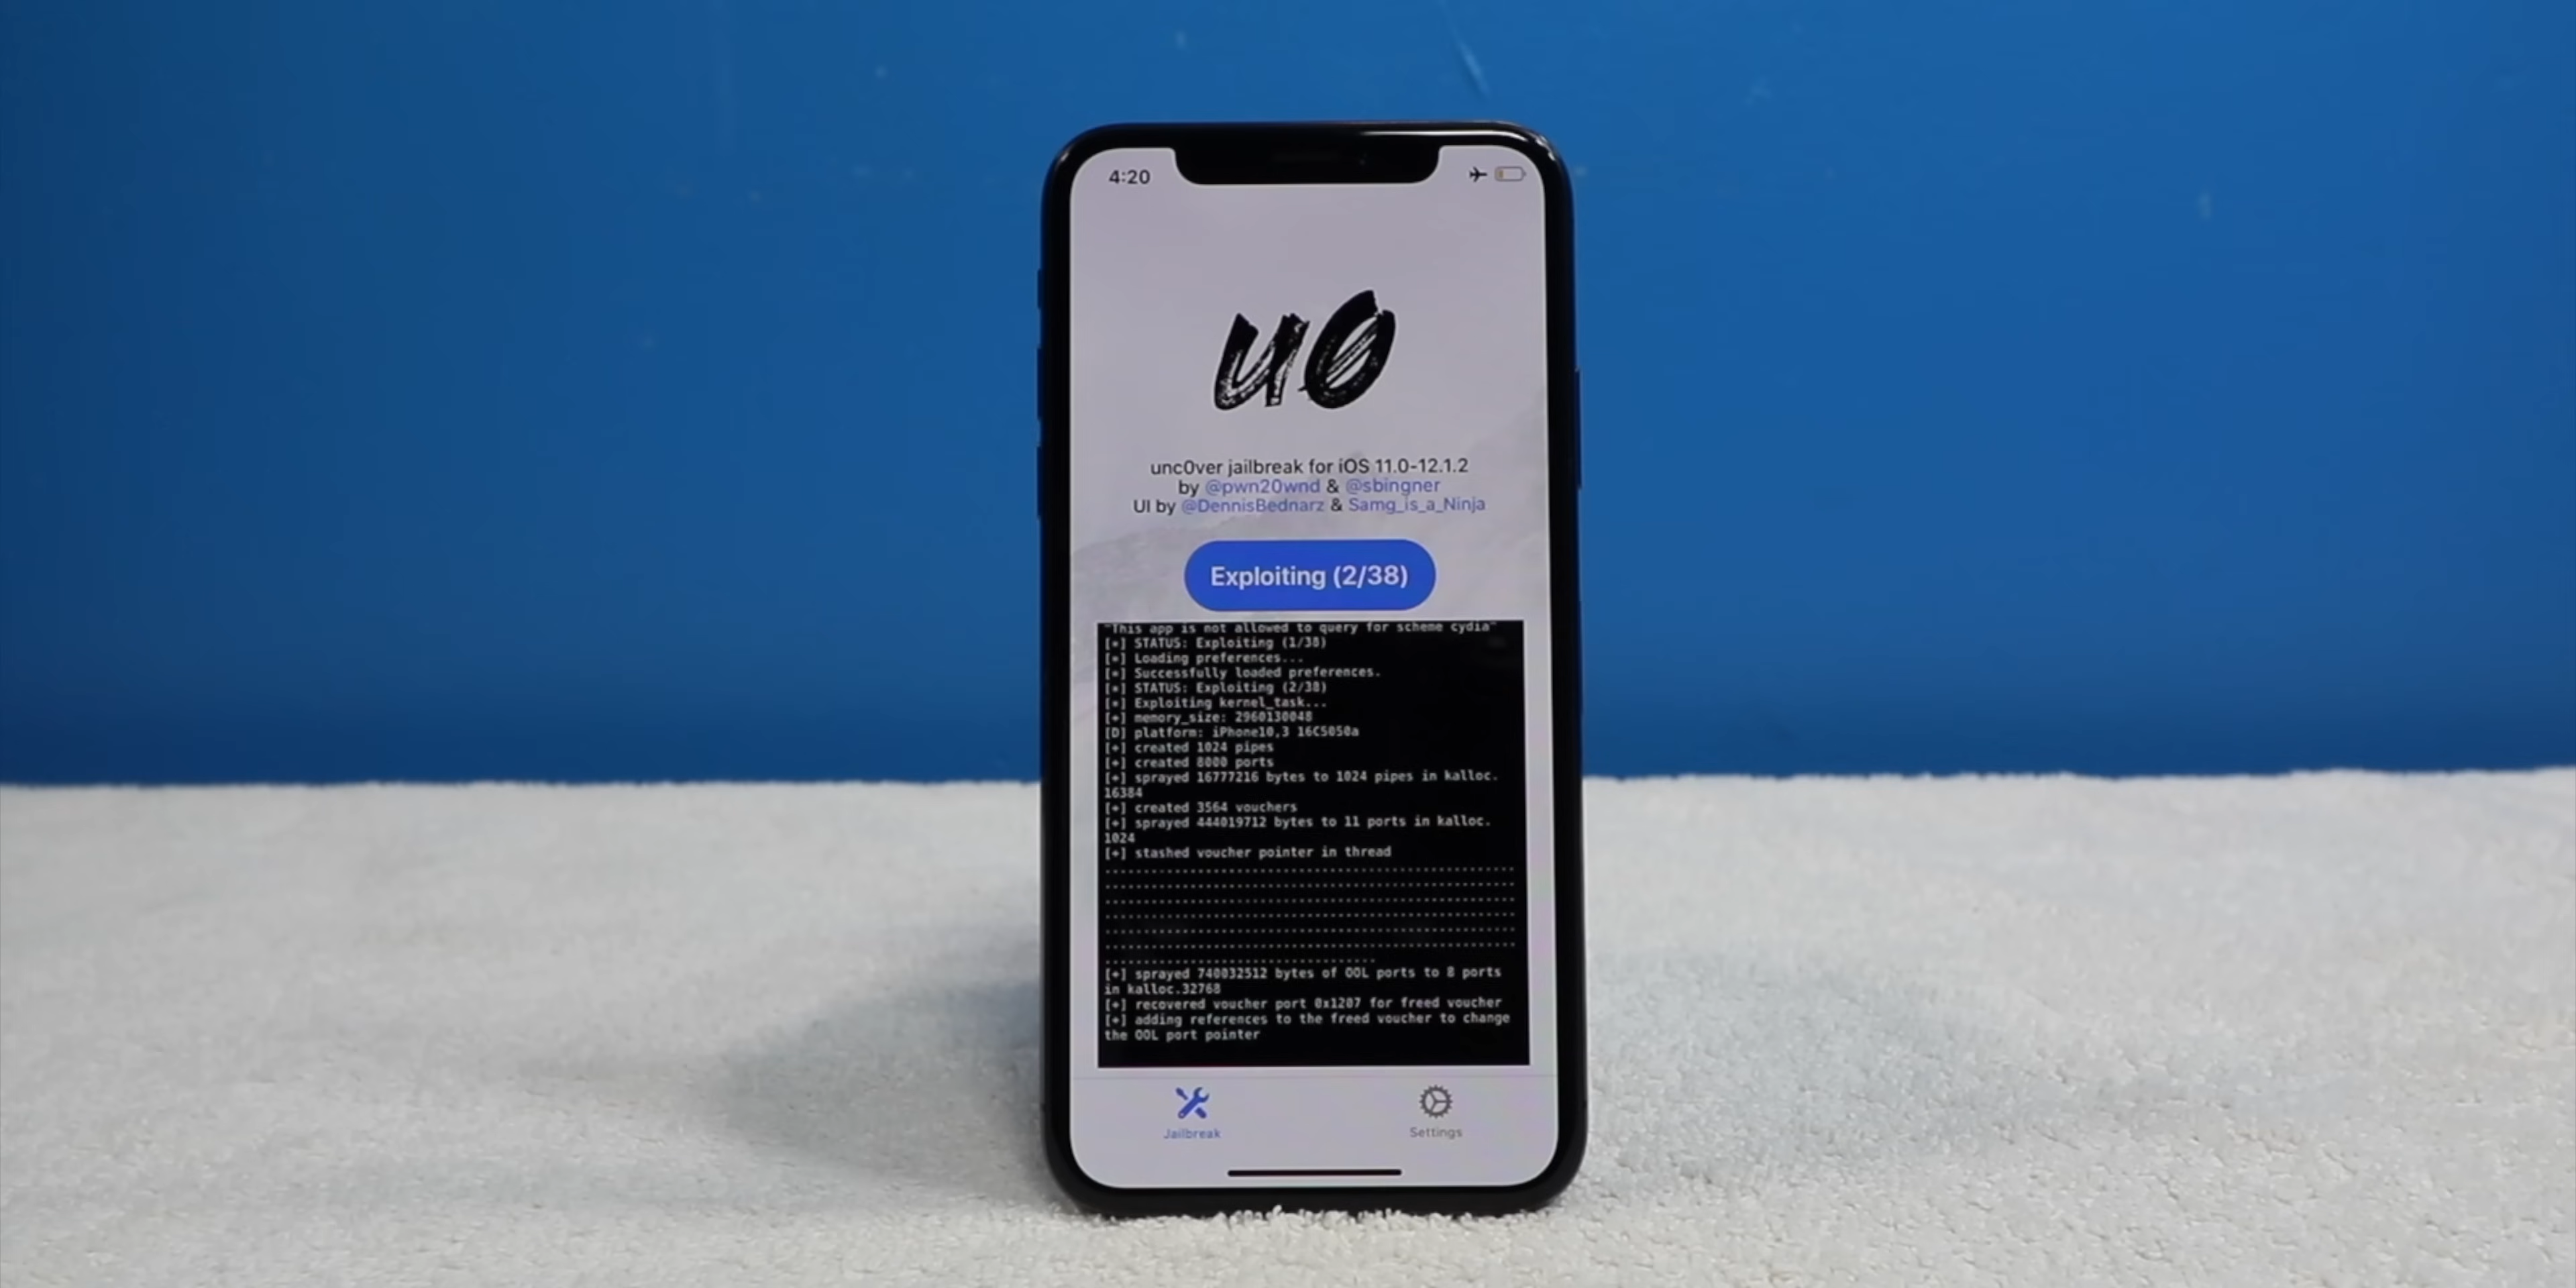 4:20
u0
unc0ver jailbreak for iOS 11.0-12.1.2
by @pwn20wnd & @sbingner
UI by @DennisBednarz & Samg_is_a_Ninja
Exploiting (2/38)
"This app is not allowed to query for scheme cydia"
[*] STATUS: Exploiting (1/38)
[*] Loading preferences...
[*] Successfully loaded preferences.
[*] STATUS: Exploiting (2/38)
[*] Exploiting kernel_task...
[+] memory_size: 2960130048
[D] platform: iPhone10,3 16C5050a
[+] created 1024 pipes
[+] created 8000 ports
[+] sprayed 16777216 bytes to 1024 pipes in kalloc.
16384
[+] created 3564 vouchers
[+] sprayed 444019712 bytes to 11 ports in kalloc.
1024
[+] stashed voucher pointer in thread
[+] sprayed 740032512 bytes of OOL ports to 8 ports
in kalloc.32768
[+] recovered voucher port 0x1207 for freed voucher
[+] adding references to the freed voucher to change
the OOL port pointer
Jailbreak
Settings